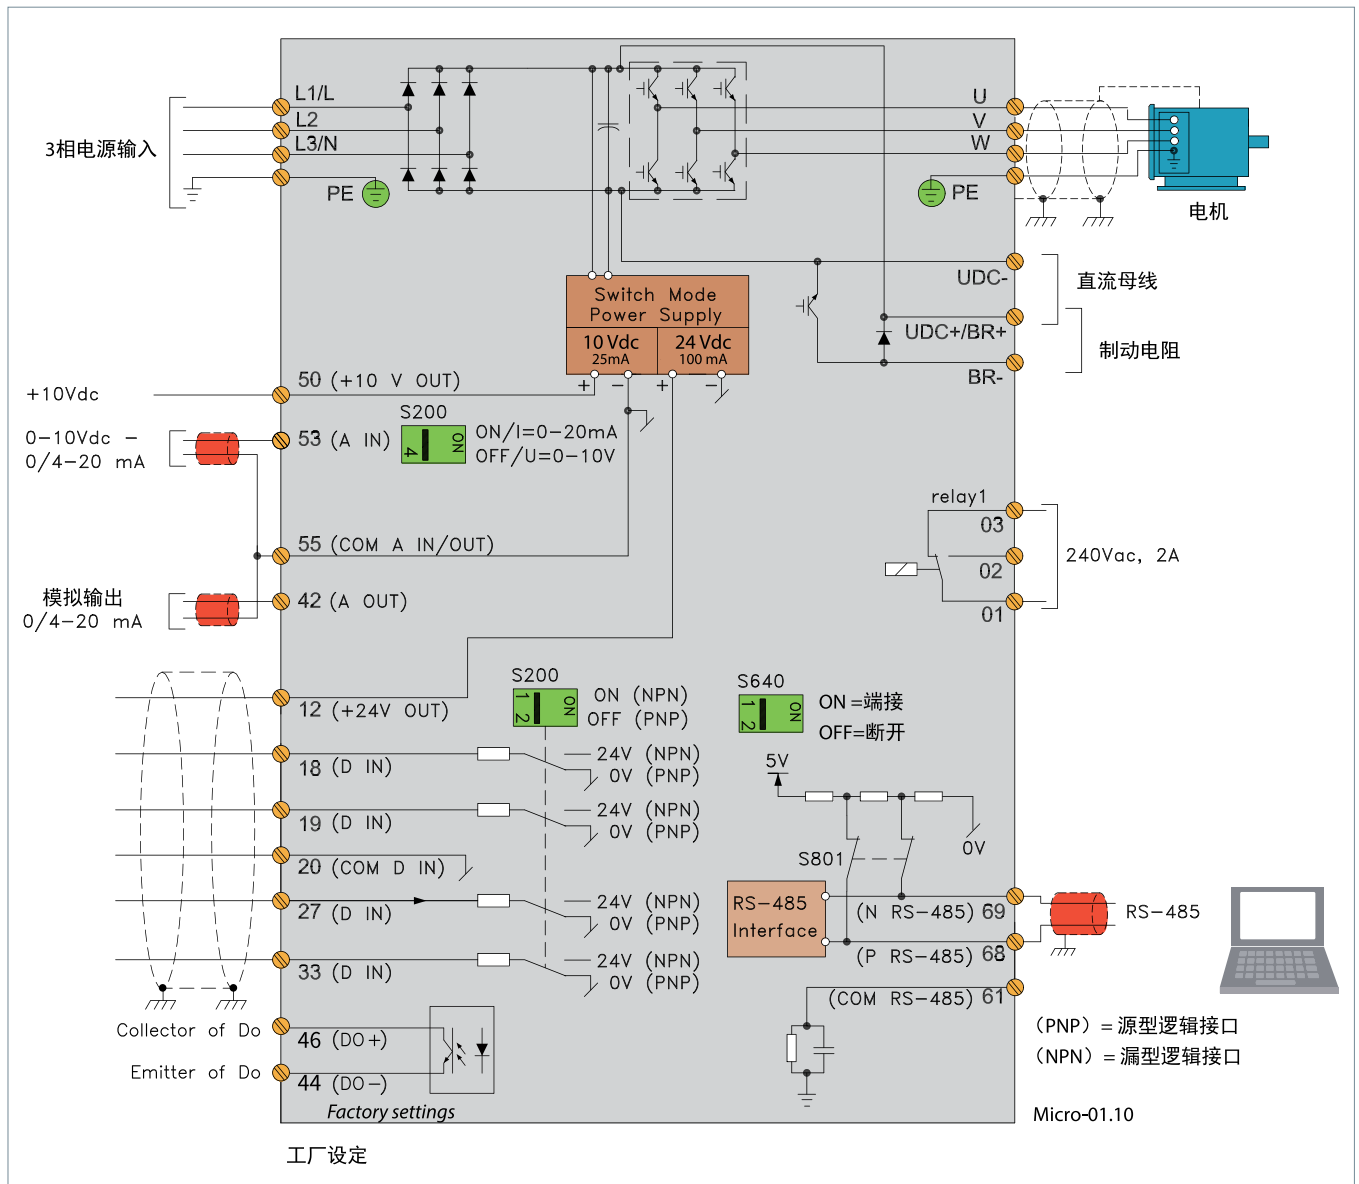 3相电源输入
L1/L
L2
L3/N
PE
U
V
W
PE
电机
UDC-
直流母线
UDC+/BR+
制动电阻
BR-
Switch Mode
Power Supply
10 Vdc
25mA
24 Vdc
100 mA
+ − + −
+10Vdc
50 (+10 V OUT)
0-10Vdc -
0/4-20 mA
53 (A IN)
S200
ON
4
ON/I=0-20mA
OFF/U=0-10V
55 (COM A IN/OUT)
模拟输出
0/4-20 mA
42 (A OUT)
relay1
03
02
01
240Vac, 2A
12 (+24V OUT)
S200
1
2
ON
ON (NPN)
OFF (PNP)
S640
1
2
ON
ON =端接
OFF=断开
18 (D IN)
24V (NPN)
0V (PNP)
19 (D IN)
24V (NPN)
0V (PNP)
20 (COM D IN)
27 (D IN)
24V (NPN)
0V (PNP)
33 (D IN)
24V (NPN)
0V (PNP)
5V
0V
S801
RS-485
Interface
(N RS-485) 69
(P RS-485) 68
(COM RS-485) 61
RS-485
Collector of Do
46 (DO+)
Emitter of Do
44 (DO-)
(PNP) = 源型逻辑接口
(NPN) = 漏型逻辑接口
Factory settings
Micro-01.10
工厂设定